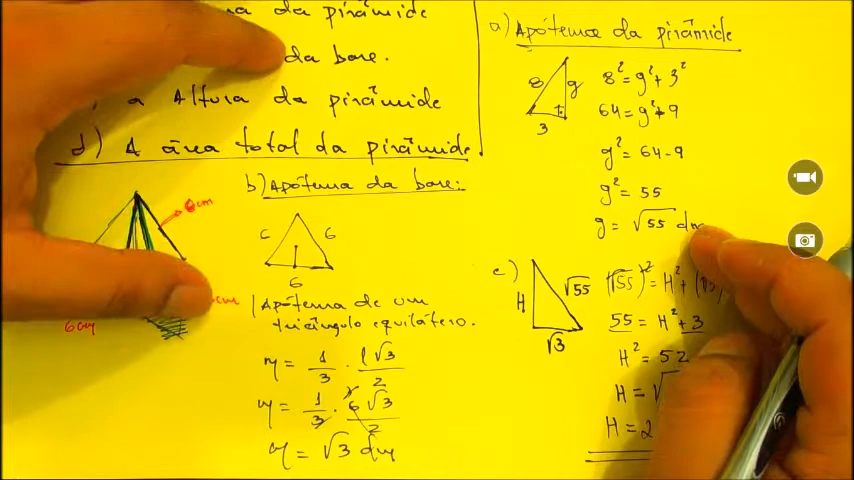 da pirâmide
da base.
a Altura da pirâmide
d) A área total da pirâmide
cm
cm
6cm
b) Apótema da base:
6 6
6
Apótema de um
triângulo equilátero.
m = 1/3 · l√3/2
m = 1/3 · 6√3/2
m = √3 dm
a) Apótema da pirâmide
8 g
3
8² = g² + 3²
64 = g² + 9
g² = 64 - 9
g² = 55
g = √55
c)
H √55
√3
(√55)² = H² +
55 = H² + 3
H² = 52
H = √
H = 2